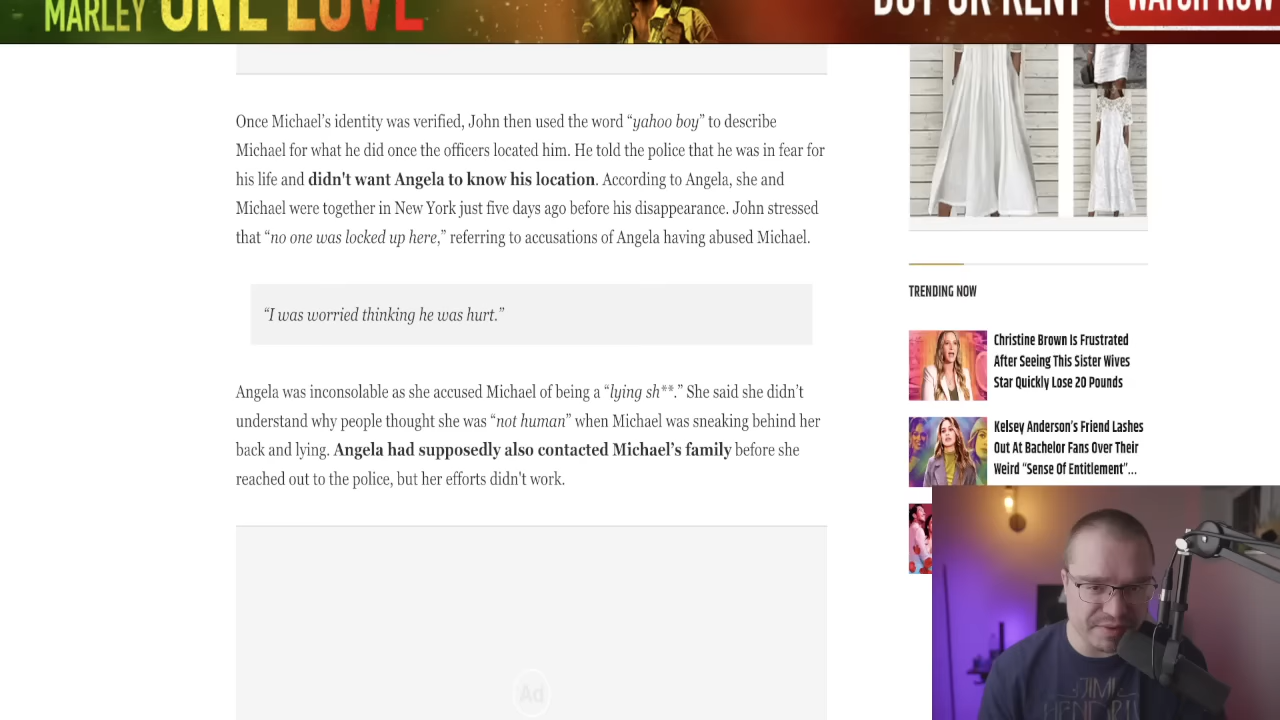 MARLEY ONE LOVE
BUY OR RENT
WATCH NOW
Once Michael’s identity was verified, John then used the word “yahoo boy” to describe
Michael for what he did once the officers located him. He told the police that he was in fear for
his life and didn't want Angela to know his location. According to Angela, she and
Michael were together in New York just five days ago before his disappearance. John stressed
that “no one was locked up here,” referring to accusations of Angela having abused Michael.
“I was worried thinking he was hurt.”
Angela was inconsolable as she accused Michael of being a “lying sh**.” She said she didn’t
understand why people thought she was “not human” when Michael was sneaking behind her
back and lying. Angela had supposedly also contacted Michael’s family before she
reached out to the police, but her efforts didn't work.
Ad
TRENDING NOW
Christine Brown Is Frustrated
After Seeing This Sister Wives
Star Quickly Lose 20 Pounds
Kelsey Anderson’s Friend Lashes
Out At Bachelor Fans Over Their
Weird “Sense Of Entitlement”...
JIMI